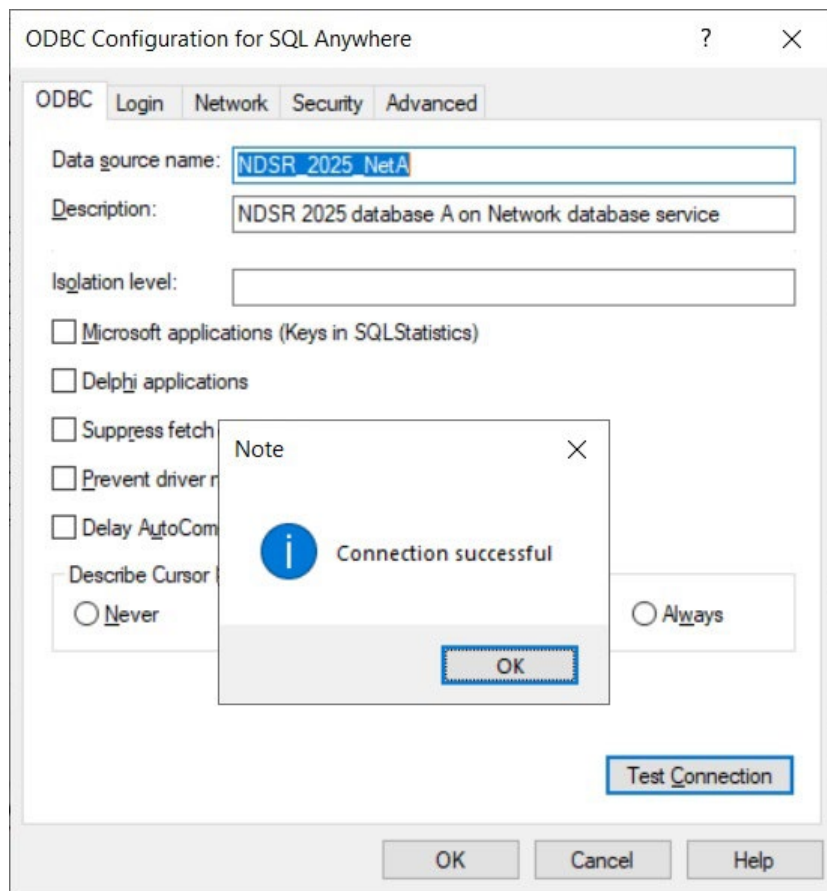 ODBC Configuration for SQL Anywhere ?
ODBC Login Network Security Advanced
Data source name: NDSR_2025_NetA
Description: NDSR 2025 database A on Network database service
Isolation level:
Microsoft applications (Keys in SQLStatistics)
Delphi applications
Suppress fetch
Prevent driver
Delay AutoCom
Describe Cursor
Never
Always
Note
i
Connection successful
OK
Test Connection
OK Cancel Help